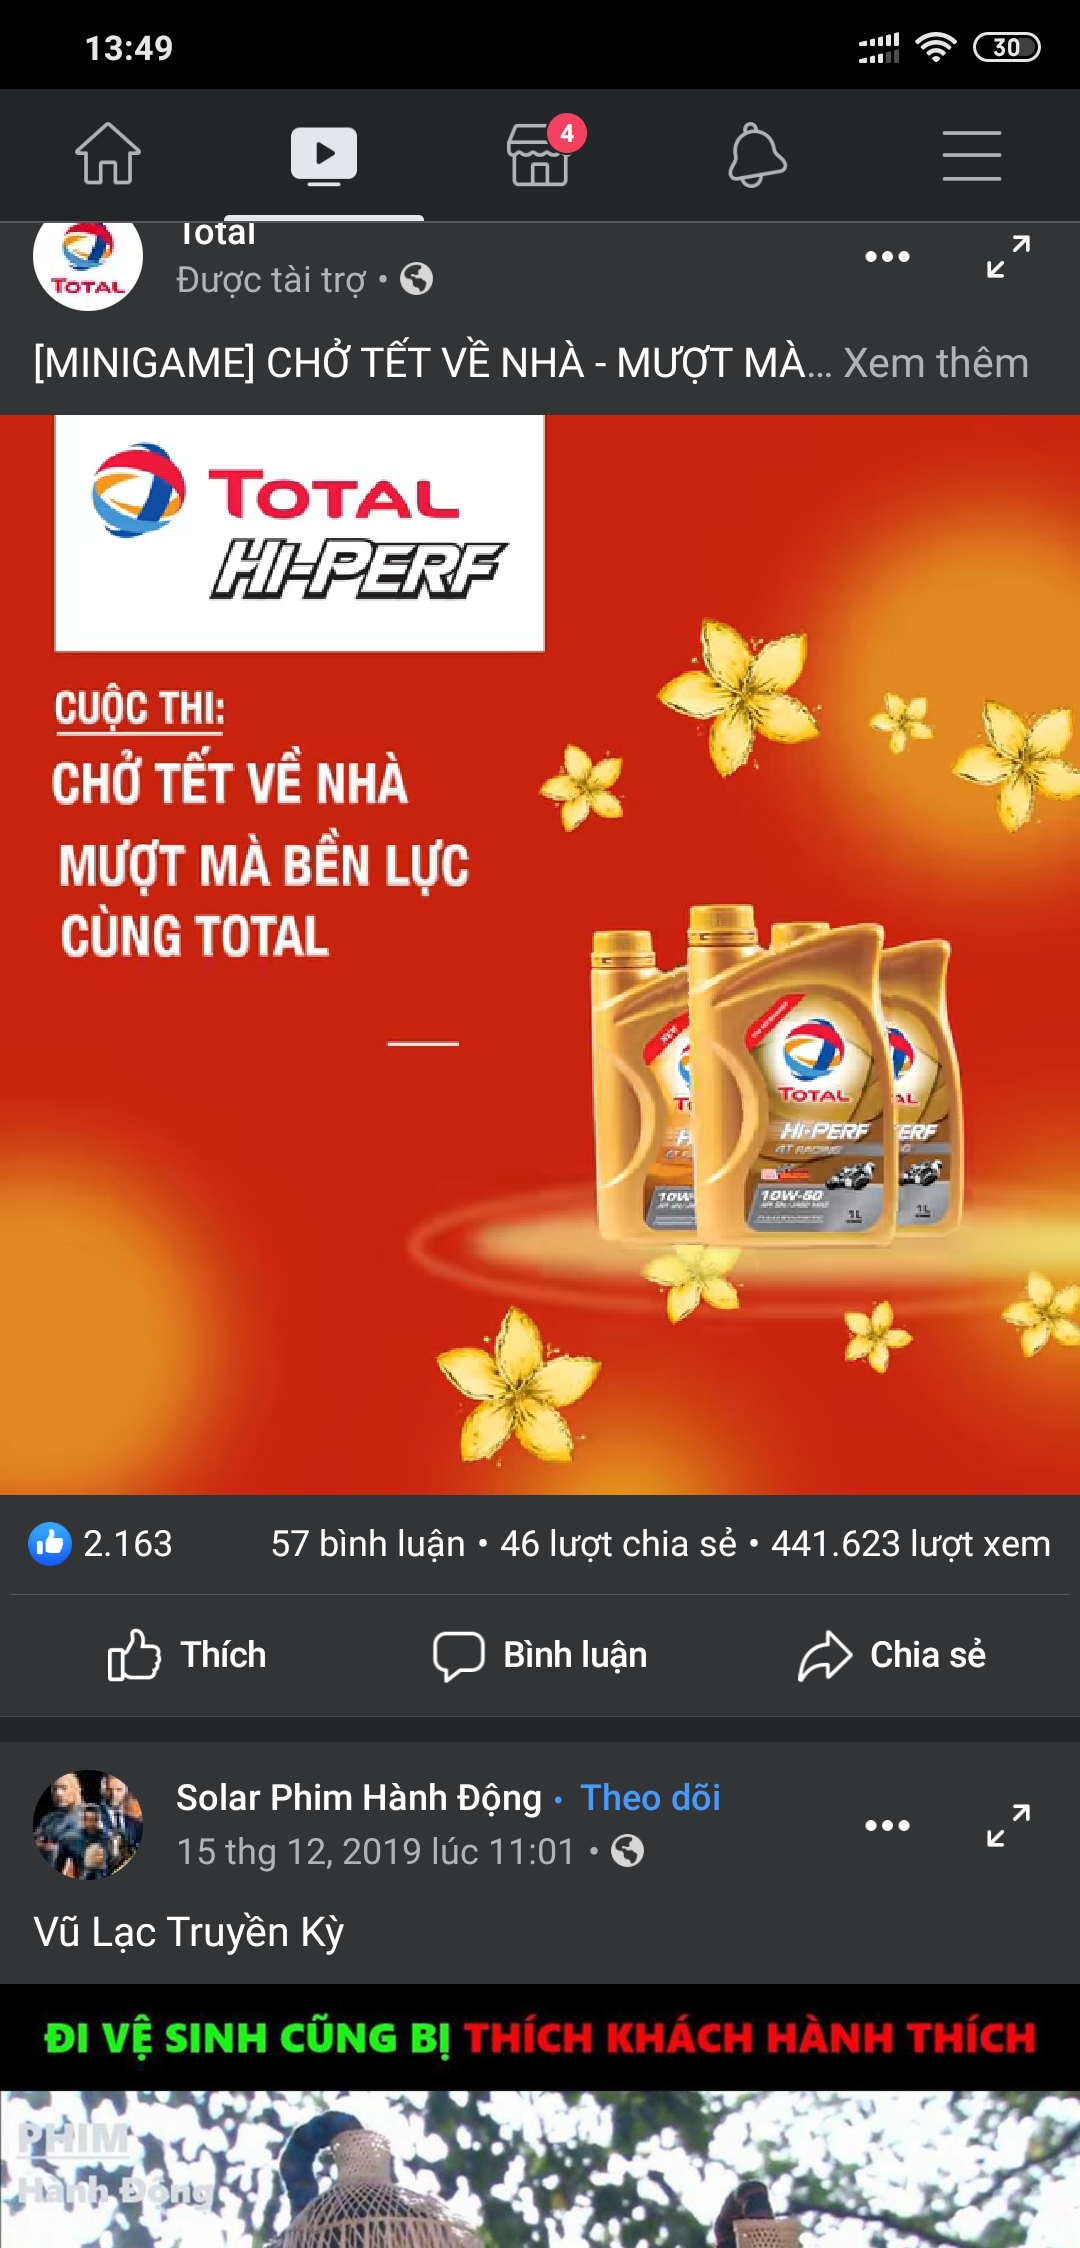 13:49
30
4
Total
TOTAL
Được tài trợ •
[MINIGAME] CHỞ TẾT VỀ NHÀ - MƯỢT MÀ... Xem thêm
TOTAL
HI-PERF
CUỘC THI:
CHỞ TẾT VỀ NHÀ
MƯỢT MÀ BỀN LỰC
CÙNG TOTAL
NEW
TOTAL
HI-PERF
4T RACING
10W-50
1L
2.163
57 bình luận • 46 lượt chia sẻ • 441.623 lượt xem
Thích
Bình luận
Chia sẻ
Solar Phim Hành Động • Theo dõi
15 thg 12, 2019 lúc 11:01 •
Vũ Lạc Truyền Kỳ
ĐI VỆ SINH CŨNG BỊ THÍCH KHÁCH HÀNH THÍCH
PHIM
Hành Động